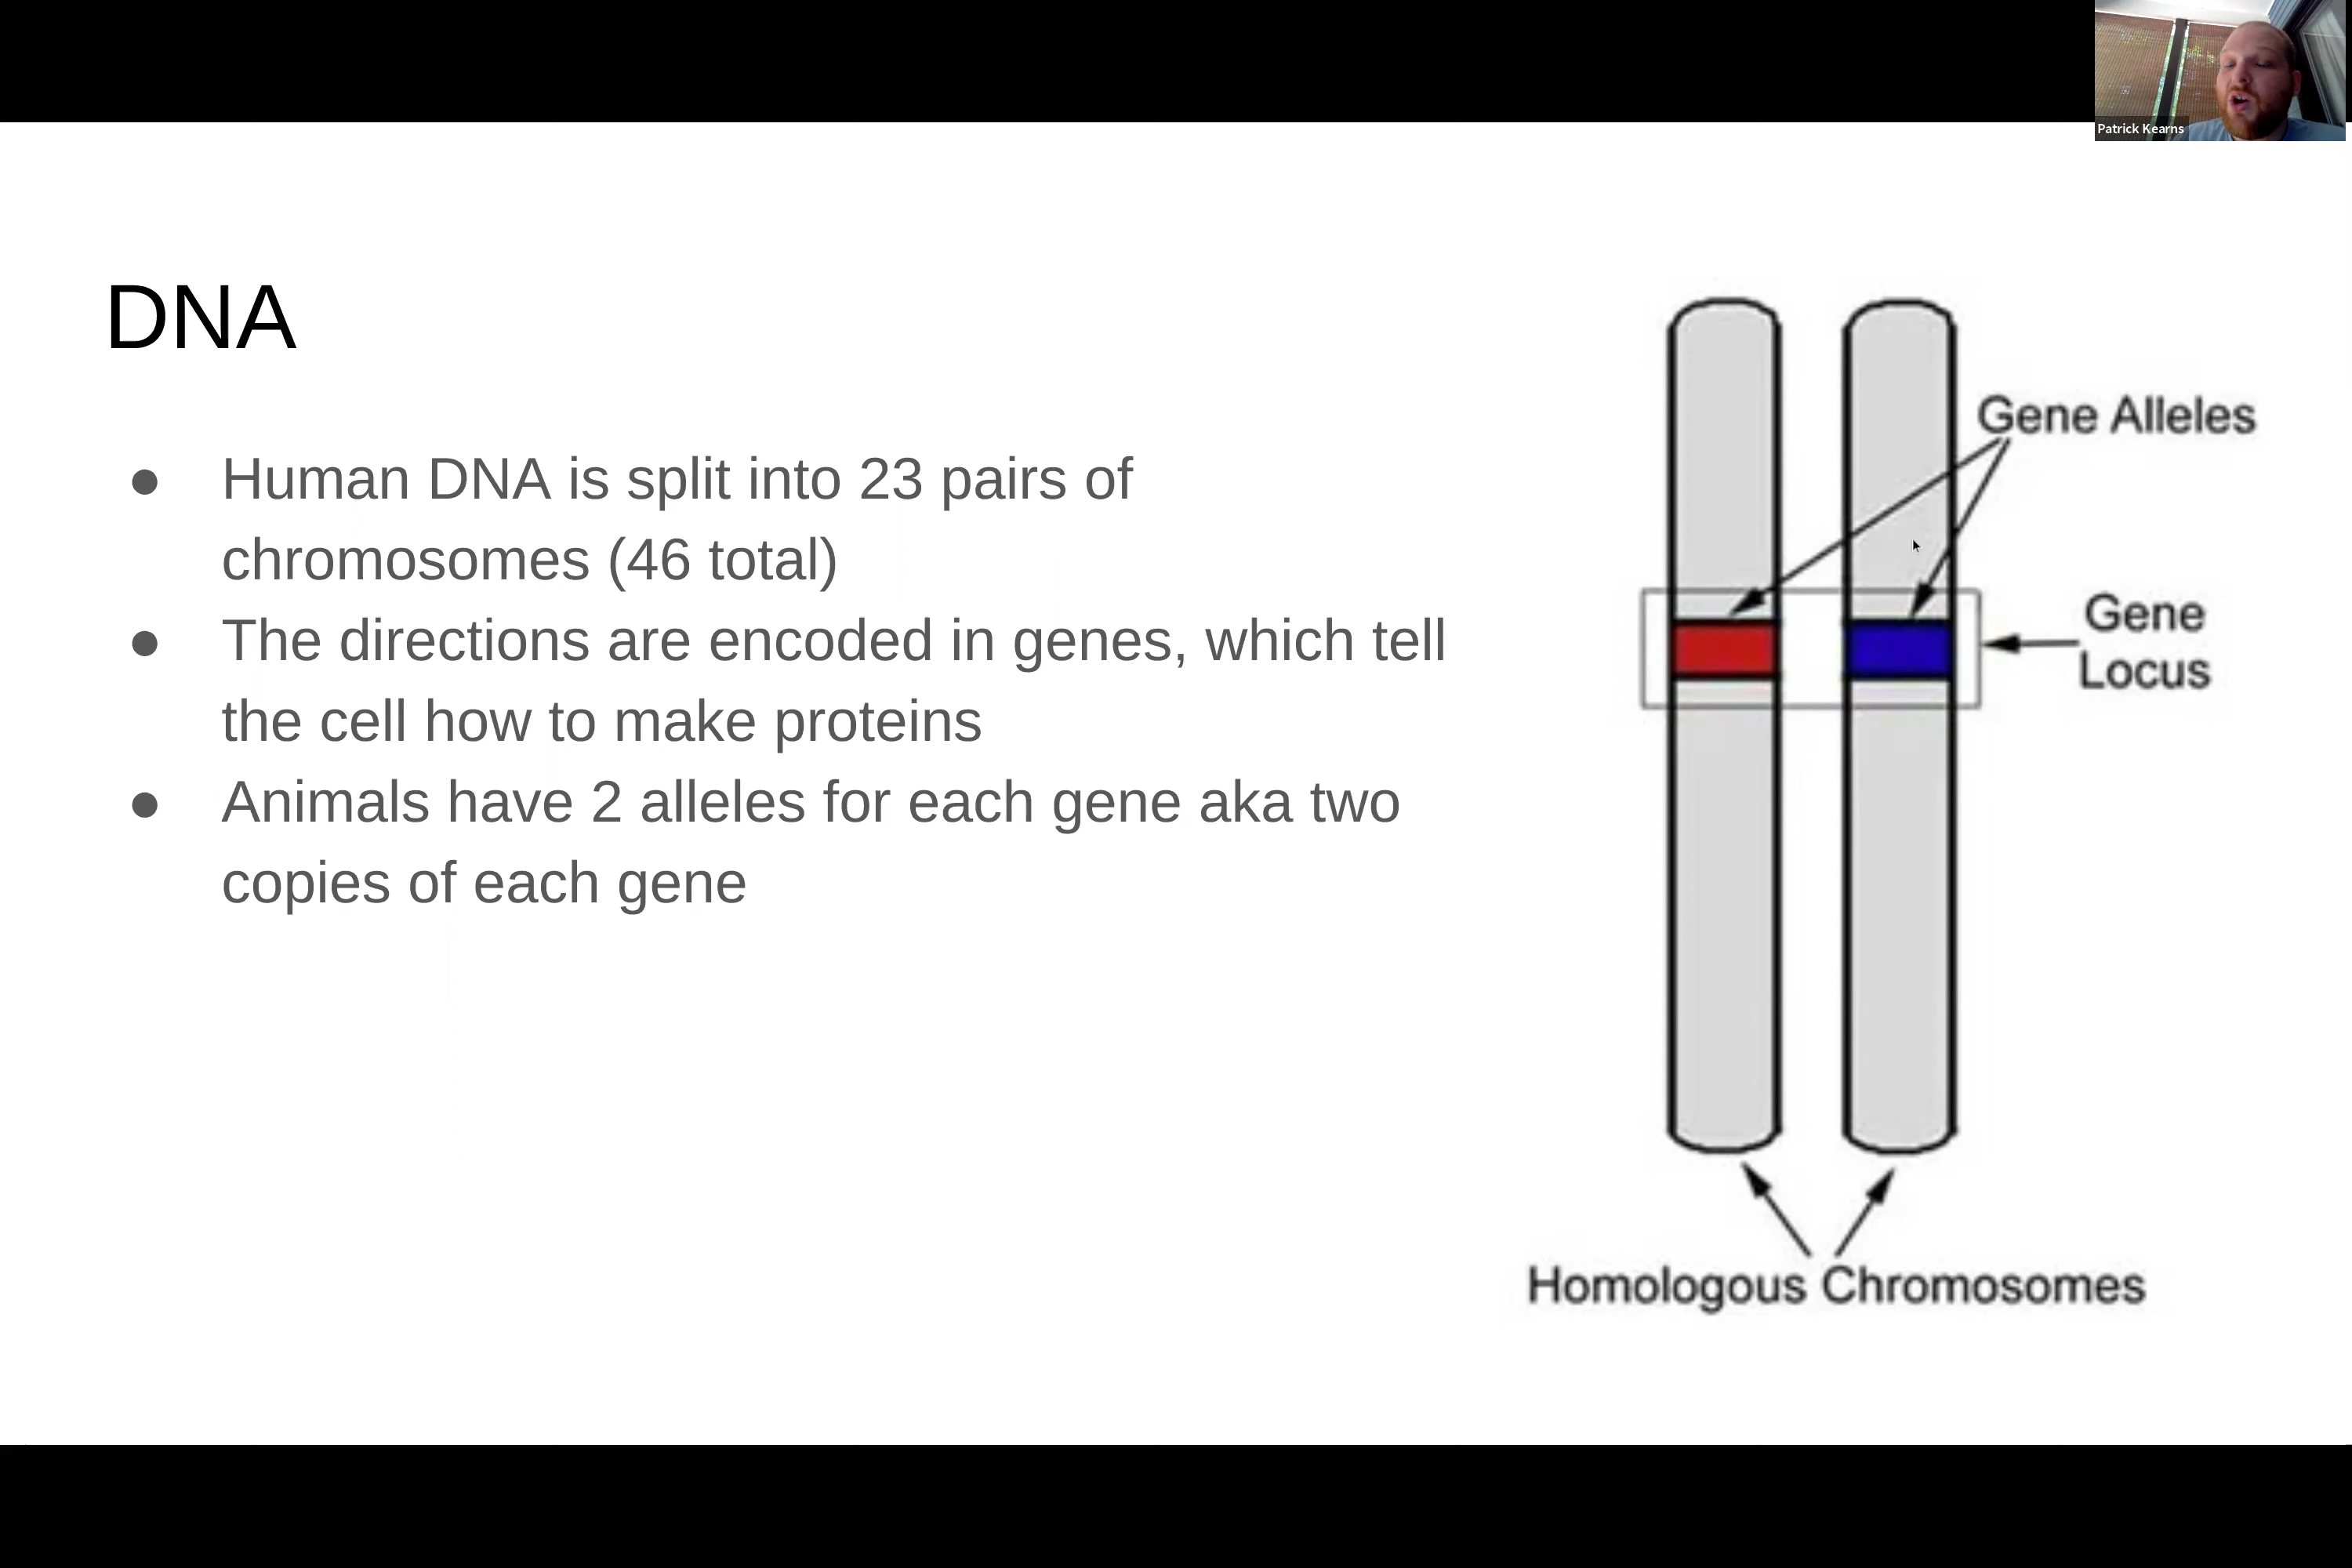 Patrick Kearns
DNA
● Human DNA is split into 23 pairs of
chromosomes (46 total)
● The directions are encoded in genes, which tell
the cell how to make proteins
● Animals have 2 alleles for each gene aka two
copies of each gene
Gene Alleles
Gene
Locus
Homologous Chromosomes